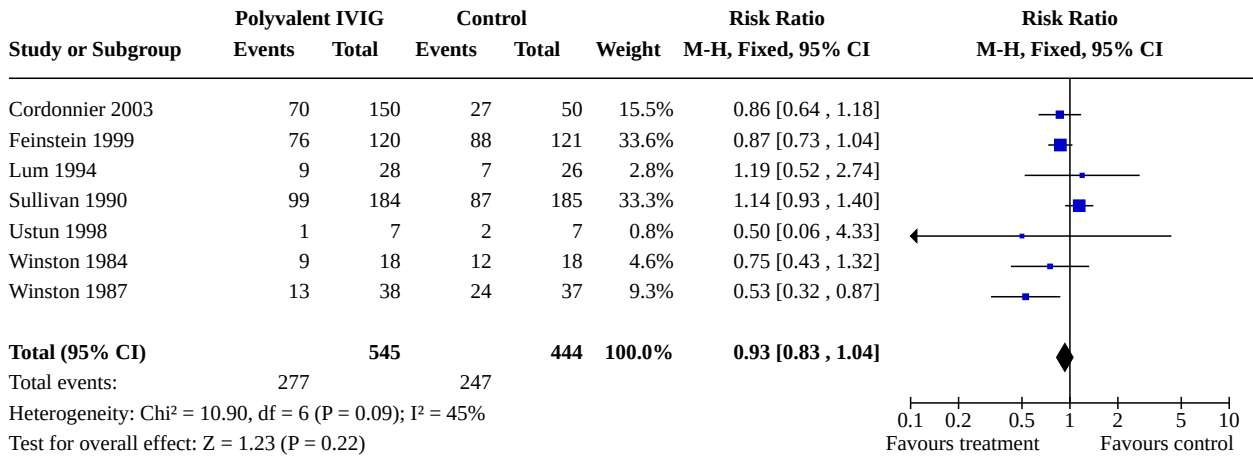 Polyvalent IVIG Control Risk Ratio Risk Ratio
Study or Subgroup Events Total Events Total Weight M-H, Fixed, 95% CI M-H, Fixed, 95% CI
Cordonnier 2003 70 150 27 50 15.5% 0.86 [0.64 , 1.18]
Feinstein 1999 76 120 88 121 33.6% 0.87 [0.73 , 1.04]
Lum 1994 9 28 7 26 2.8% 1.19 [0.52 , 2.74]
Sullivan 1990 99 184 87 185 33.3% 1.14 [0.93 , 1.40]
Ustun 1998 1 7 2 7 0.8% 0.50 [0.06 , 4.33]
Winston 1984 9 18 12 18 4.6% 0.75 [0.43 , 1.32]
Winston 1987 13 38 24 37 9.3% 0.53 [0.32 , 0.87]
Total (95% CI) 545 444 100.0% 0.93 [0.83 , 1.04]
Total events: 277 247
Heterogeneity: Chi² = 10.90, df = 6 (P = 0.09); I² = 45%
0.1 0.2 0.5 1 2 5 10
Test for overall effect: Z = 1.23 (P = 0.22) Favours treatment Favours control